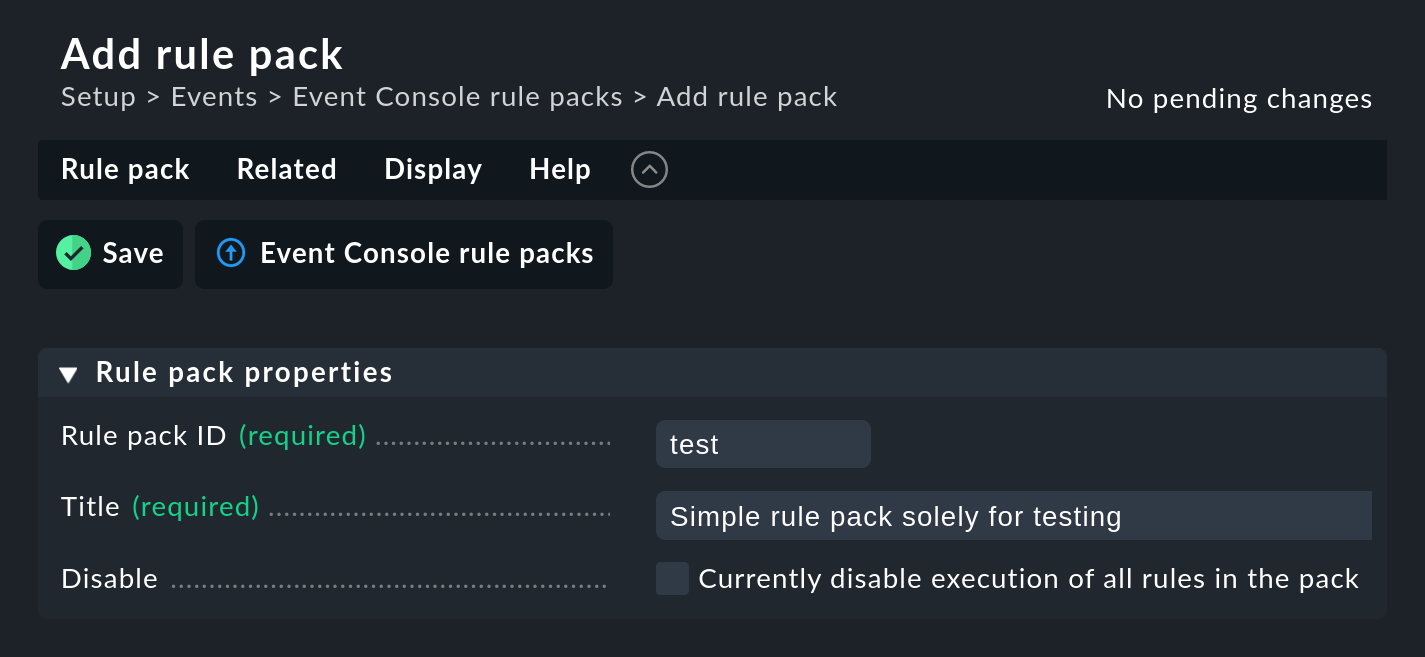 Add rule pack
Setup > Events > Event Console rule packs > Add rule pack
No pending changes
Rule pack Related Display Help
Save Event Console rule packs
Rule pack properties
Rule pack ID (required) test
Title (required) Simple rule pack solely for testing
Disable Currently disable execution of all rules in the pack